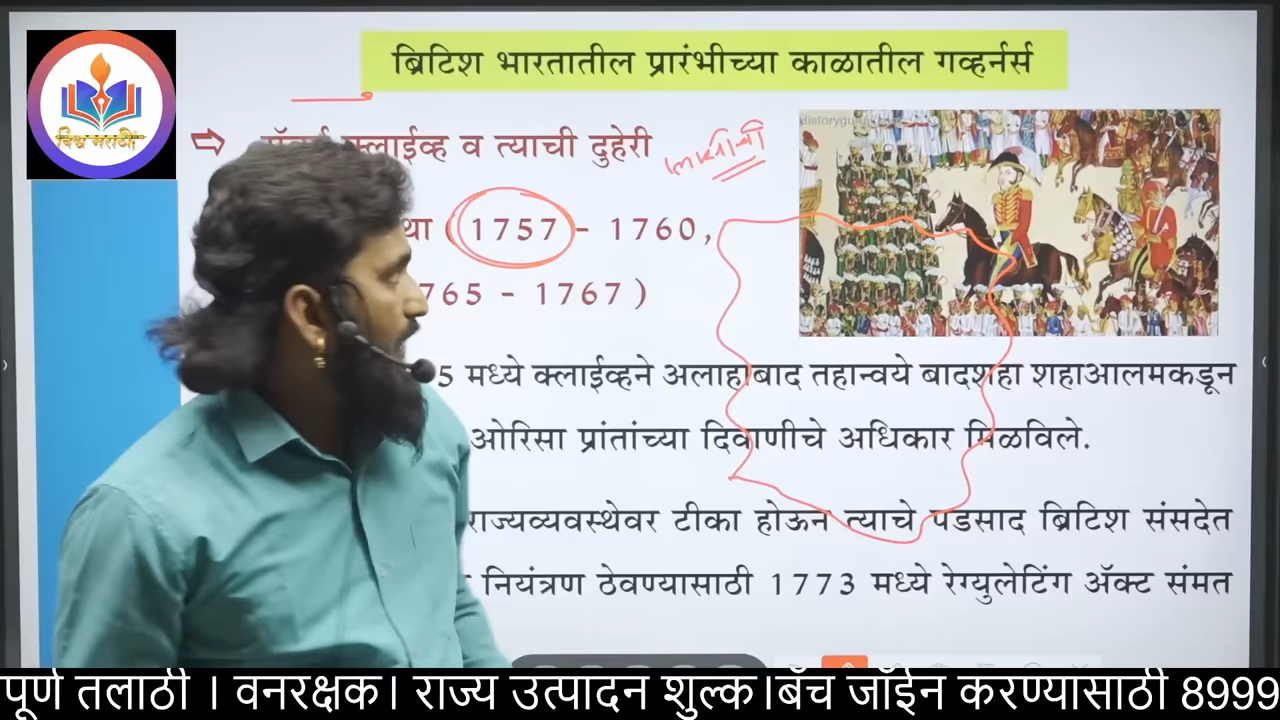 ब्रिटिश भारतातील प्रारंभीच्या काळातील गव्हर्नर्स
विश्व मराठी
क्लाईव्ह व त्याची दुहेरी
प्लासीची
था (1757 - 1760,
765 - 1767 )
5 मध्ये क्लाईव्हने अलाहाबाद तहान्वये बादशहा शहाआलमकडून
ओरिसा प्रांतांच्या दिवाणीचे अधिकार मिळविले.
राज्यव्यवस्थेवर टीका होऊन त्याचे पडसाद ब्रिटिश संसदेत
नियंत्रण ठेवण्यासाठी 1773 मध्ये रेग्युलेटिंग ॲक्ट संमत
पूर्ण तलाठी । वनरक्षक। राज्य उत्पादन शुल्क।बॅच जॉईन करण्यासाठी 8999